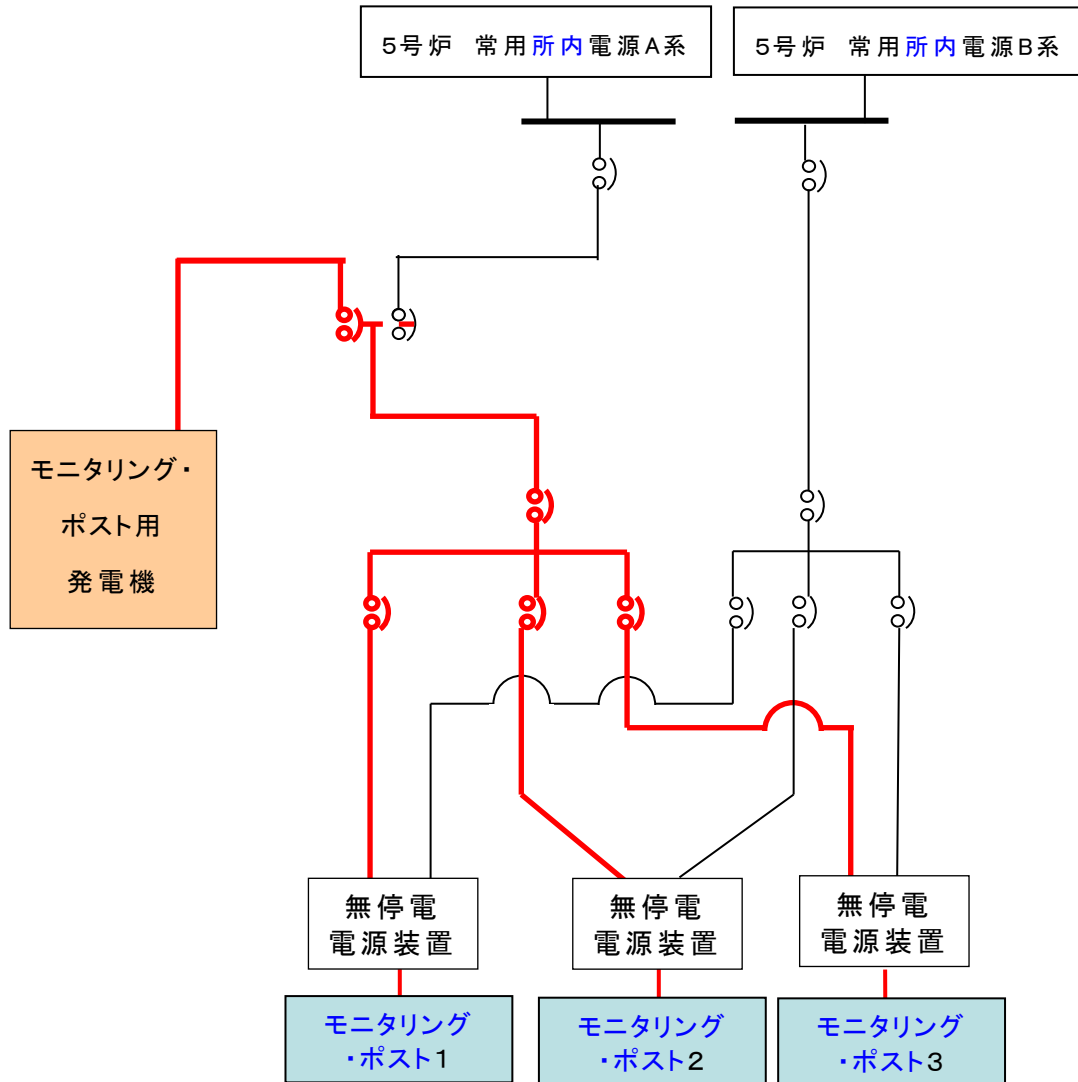 5号炉 常用所内電源A系
5号炉 常用所内電源B系
モニタリング・
ポスト用
発電機
無停電
電源装置
無停電
電源装置
無停電
電源装置
モニタリング
・ポスト1
モニタリング
・ポスト2
モニタリング
・ポスト3